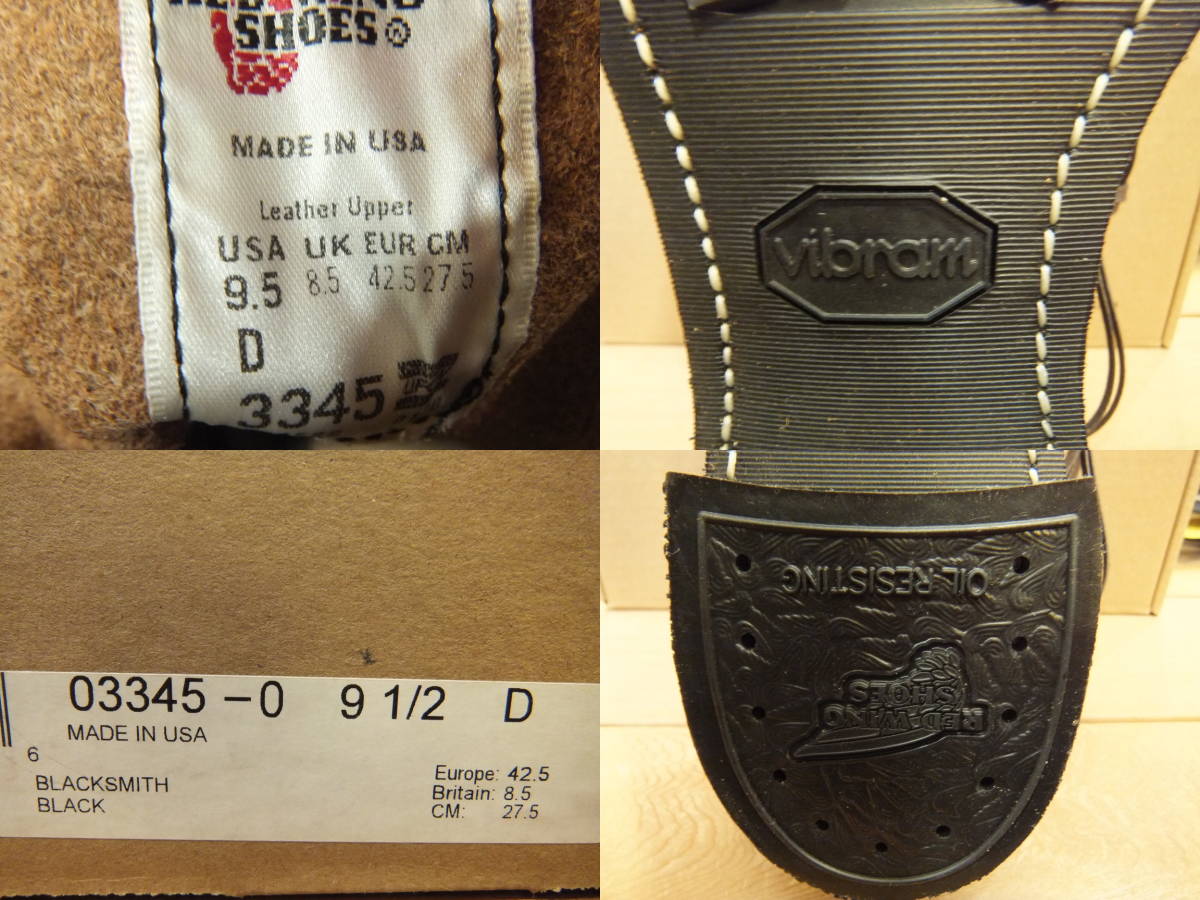 RED WING
SHOES®
MADE IN USA
Leather Upper
USA UK EUR CM
9.5 8.5 42.5 27.5
D
3345
vibram
03345-0 9 1/2 D
MADE IN USA
6
BLACKSMITH
BLACK
Europe: 42.5
Britain: 8.5
CM: 27.5
OIL RESISTING
RED WING
SHOES